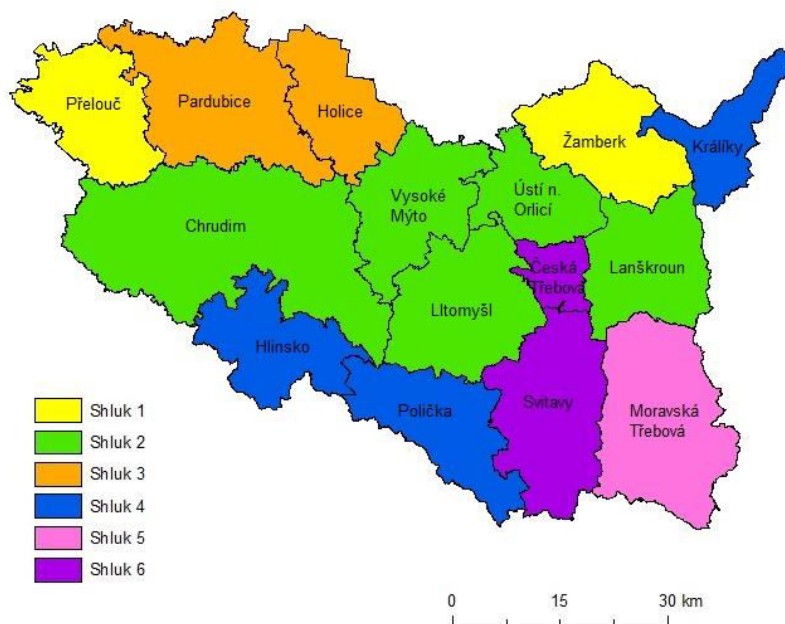 Přelouč
Pardubice
Holice
Žamberk
Králíky
Chrudim
Vysoké
Mýto
Ústí n.
Orlicí
Česká
Třebová
Lanškroun
LItomyšl
Hlinsko
Polička
Svitavy
Moravská
Třebová
Shluk 1
Shluk 2
Shluk 3
Shluk 4
Shluk 5
Shluk 6
0 15 30 km